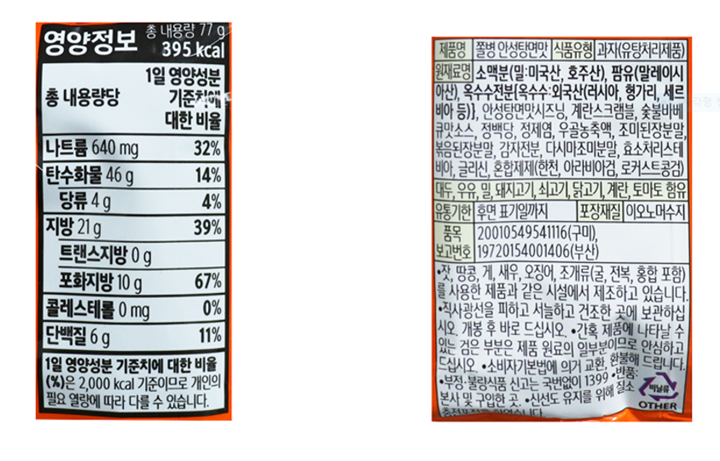 영양정보 총 내용량 77 g
395 kcal
총 내용량당 1일 영양성분
기준치에
대한 비율
나트륨 640 mg 32%
탄수화물 46 g 14%
당류 4 g 4%
지방 21 g 39%
트랜스지방 0 g
포화지방 10 g 67%
콜레스테롤 0 mg 0%
단백질 6 g 11%
1일 영양성분 기준치에 대한 비율
(%)은 2,000 kcal 기준이므로 개인의
필요 열량에 따라 다를 수 있습니다.
제품명 쫄병 안성탕면맛 식품유형 과자(유탕처리제품)
원재료명 소맥분(밀:미국산, 호주산), 팜유(말레이시
아산), 옥수수전분{옥수수:외국산(러시아, 헝가리, 세르
비아 등)}, 안성탕면맛시즈닝, 계란스크램블, 숯불바베
큐맛소스, 정백당, 정제염, 우골농축액, 조미된장분말,
볶음된장분말, 감지전분, 다시마조미분말, 효소처리스테
비아, 글리신, 혼합제제(한천, 아라비아검, 로커스트콩검)
대두, 우유, 밀, 돼지고기, 쇠고기, 닭고기, 계란, 토마토 함유
유통기한 후면 표기일까지 포장재질 이오노머수지
품목
보고번호 20010549541116(구미),
19720154001406(부산)
•잣, 땅콩, 게, 새우, 오징어, 조개류(굴, 전복, 홍합 포함)
를 사용한 제품과 같은 시설에서 제조하고 있습니다.
•직사광선을 피하고 서늘하고 건조한 곳에 보관하십
시오. 개봉 후 바로 드십시오. •간혹 제품에 나타날 수
있는 검은 부분은 제품 원료의 일부분이므로 안심하고
드십시오. •소비자기본법에 의거 교환, 환불해 드립니다.
•부정·불량식품 신고는 국번없이 1399 •반품:
본사 및 구입한 곳. •신선도 유지를 위해 질소
비닐류
OTHER